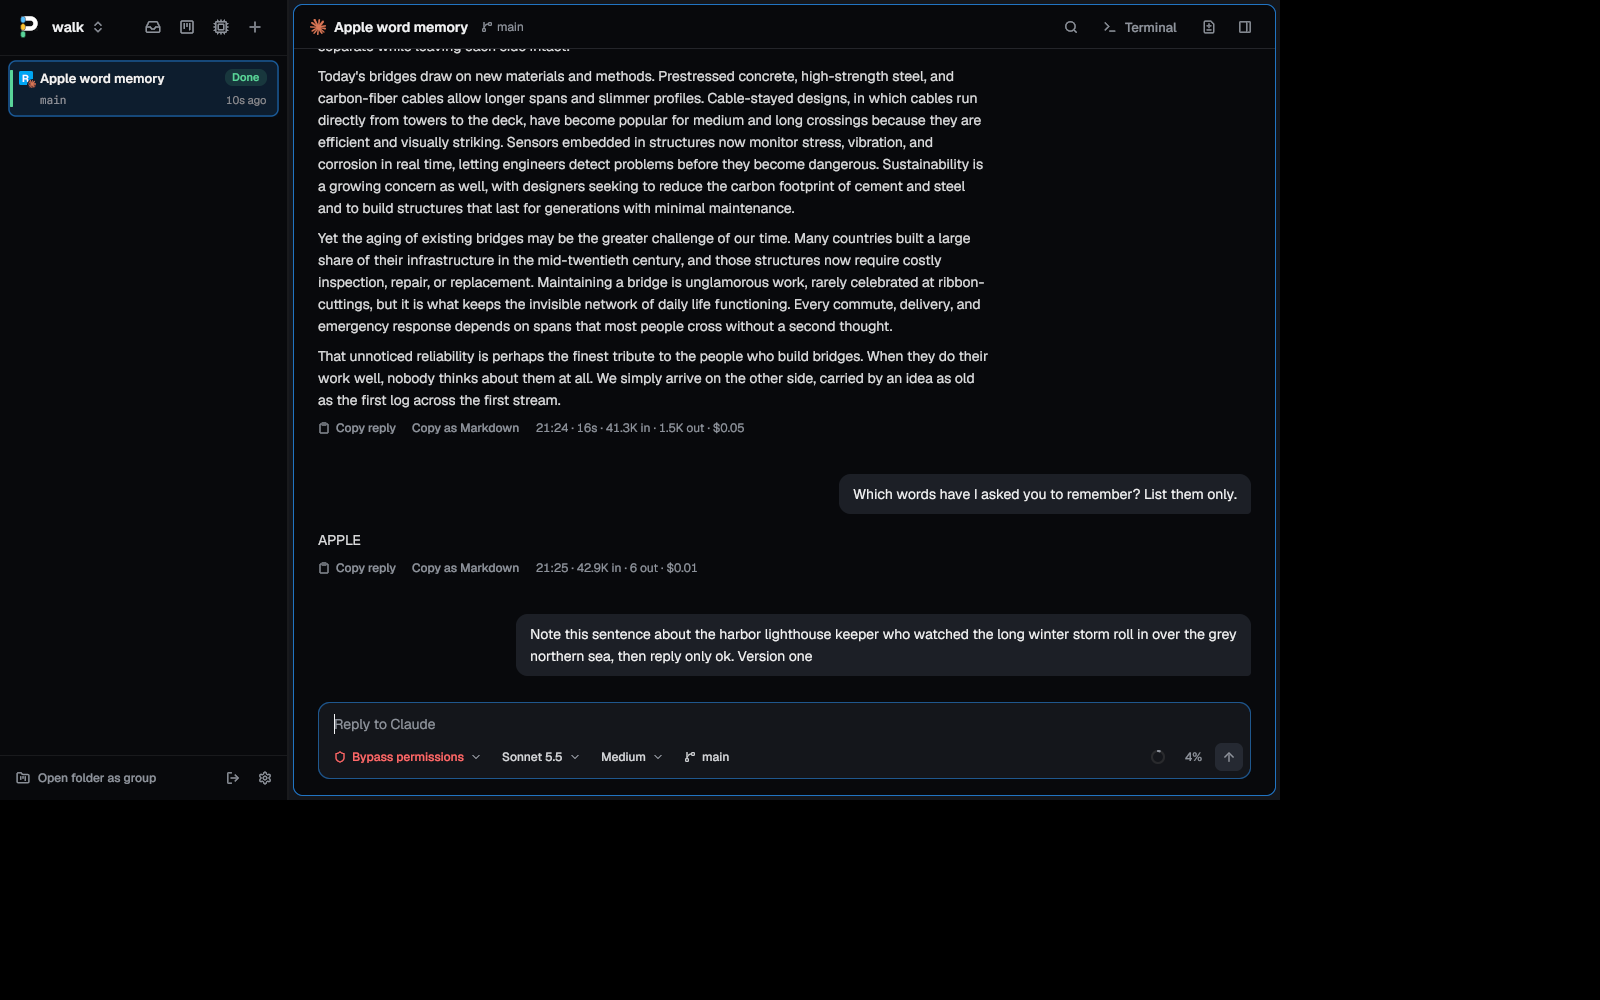 walk
Apple word memory
Done
main
10s ago
Open folder as group
Apple word memory
main
Terminal
separate while leaving each side intact.
Today's bridges draw on new materials and methods. Prestressed concrete, high-strength steel, and
carbon-fiber cables allow longer spans and slimmer profiles. Cable-stayed designs, in which cables run
directly from towers to the deck, have become popular for medium and long crossings because they are
efficient and visually striking. Sensors embedded in structures now monitor stress, vibration, and
corrosion in real time, letting engineers detect problems before they become dangerous. Sustainability is
a growing concern as well, with designers seeking to reduce the carbon footprint of cement and steel
and to build structures that last for generations with minimal maintenance.
Yet the aging of existing bridges may be the greater challenge of our time. Many countries built a large
share of their infrastructure in the mid-twentieth century, and those structures now require costly
inspection, repair, or replacement. Maintaining a bridge is unglamorous work, rarely celebrated at ribbon-
cuttings, but it is what keeps the invisible network of daily life functioning. Every commute, delivery, and
emergency response depends on spans that most people cross without a second thought.
That unnoticed reliability is perhaps the finest tribute to the people who build bridges. When they do their
work well, nobody thinks about them at all. We simply arrive on the other side, carried by an idea as old
as the first log across the first stream.
Copy reply Copy as Markdown 21:24 · 16s · 41.3K in · 1.5K out · $0.05
Which words have I asked you to remember? List them only.
APPLE
Copy reply Copy as Markdown 21:25 · 42.9K in · 6 out · $0.01
Note this sentence about the harbor lighthouse keeper who watched the long winter storm roll in over the grey
northern sea, then reply only ok. Version one
Reply to Claude
Bypass permissions Sonnet 5.5 Medium main 4%